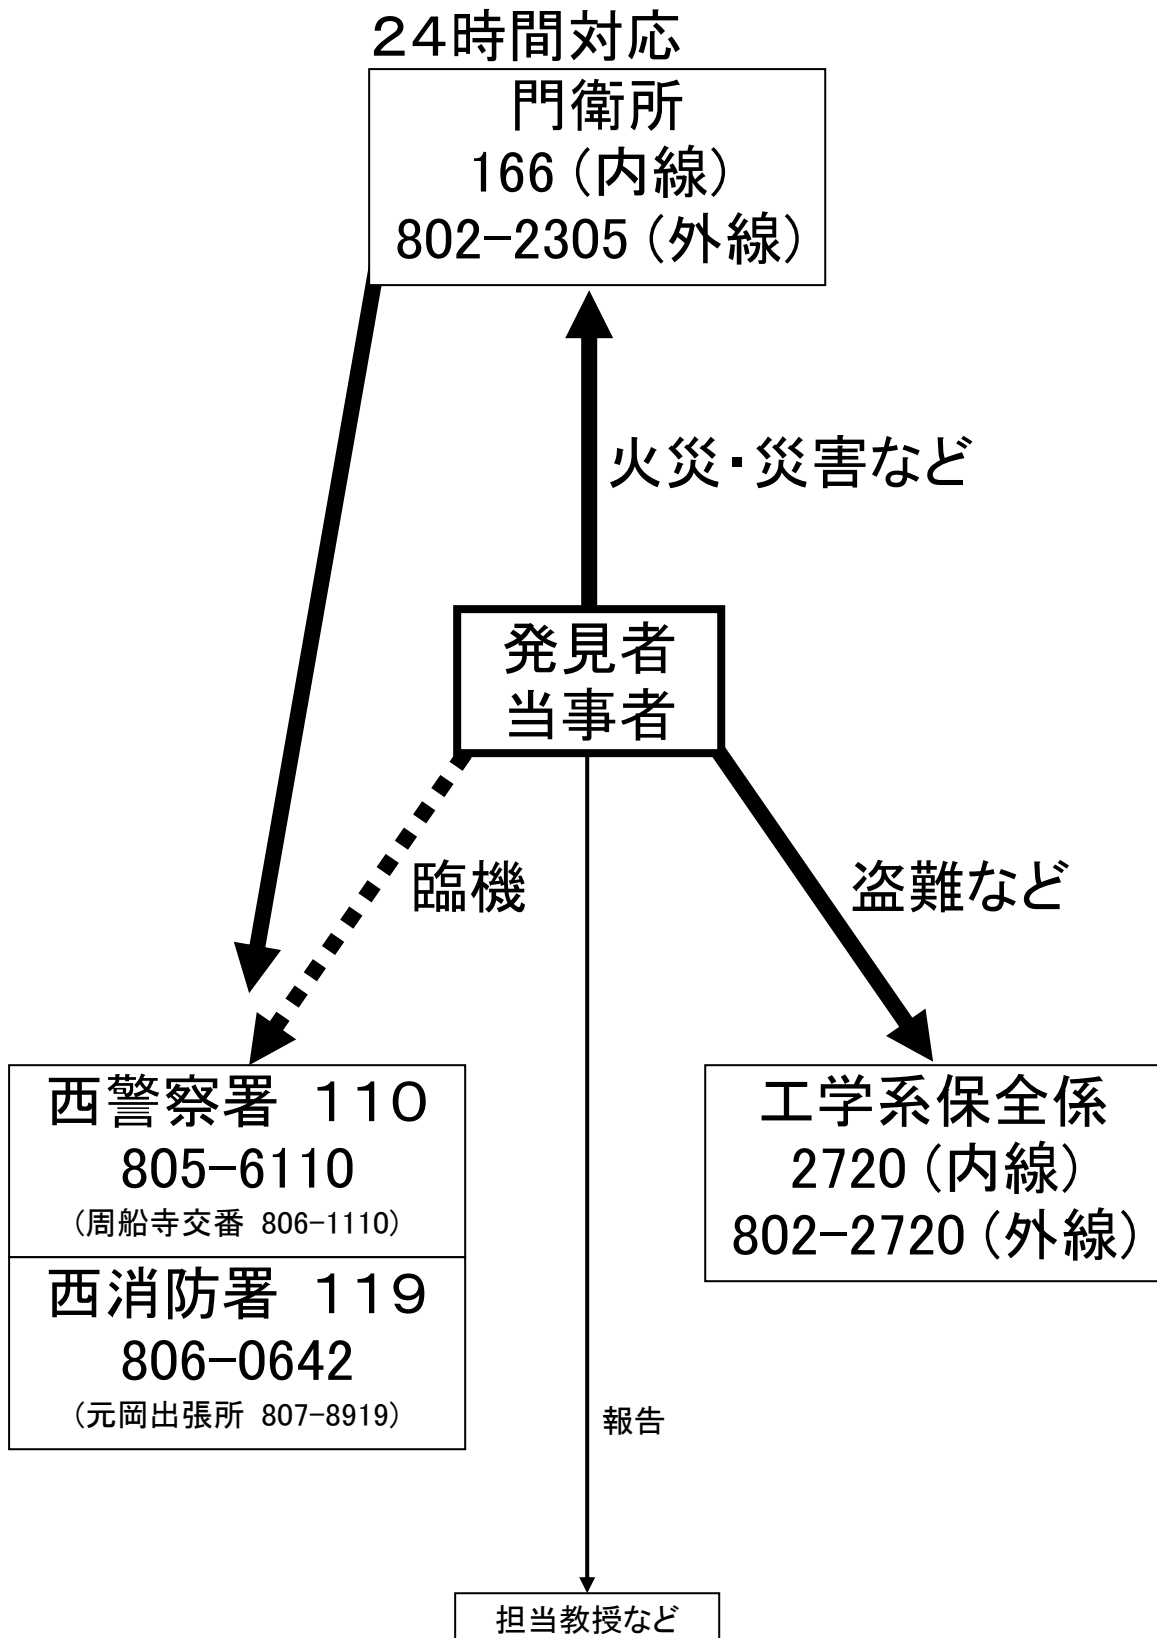 ２４時間対応
門衛所
166（内線）
802-2305（外線）
火災・災害など
発見者
当事者
臨機
盗難など
西警察署 １１０
805-6110
（周船寺交番 806-1110）
西消防署 １１９
806-0642
（元岡出張所 807-8919）
工学系保全係
2720（内線）
802-2720（外線）
報告
担当教授など